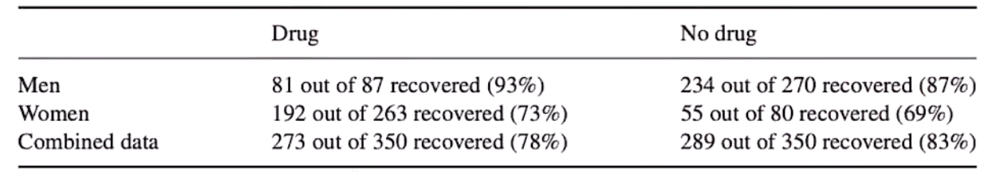 Drug No drug
Men 81 out of 87 recovered (93%) 234 out of 270 recovered (87%)
Women 192 out of 263 recovered (73%) 55 out of 80 recovered (69%)
Combined data 273 out of 350 recovered (78%) 289 out of 350 recovered (83%)